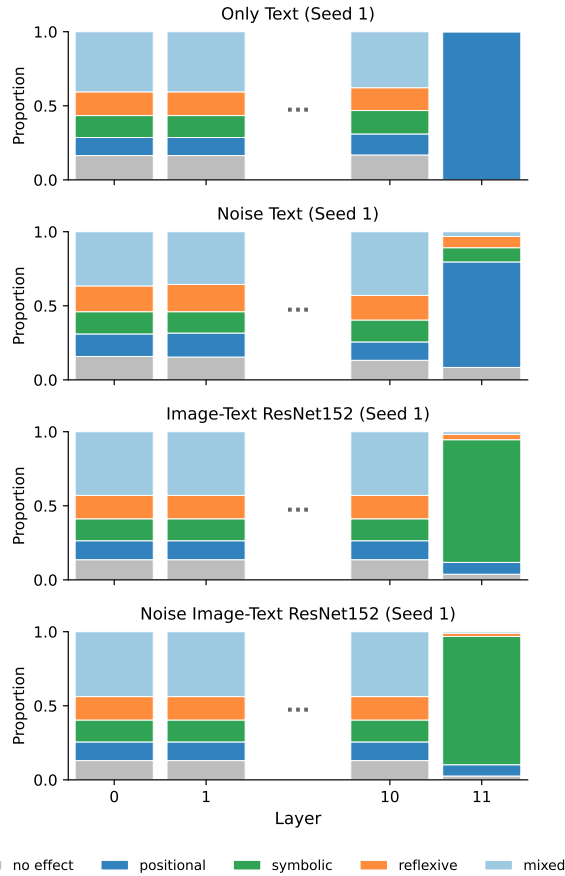 Only Text (Seed 1)
1.0
0.5
0.0
Proportion
Noise Text (Seed 1)
1.0
0.5
0.0
Proportion
Image-Text ResNet152 (Seed 1)
1.0
0.5
0.0
Proportion
Noise Image-Text ResNet152 (Seed 1)
1.0
0.5
0.0
Proportion
0 1 ... 10 11
Layer
no effect positional symbolic reflexive mixed